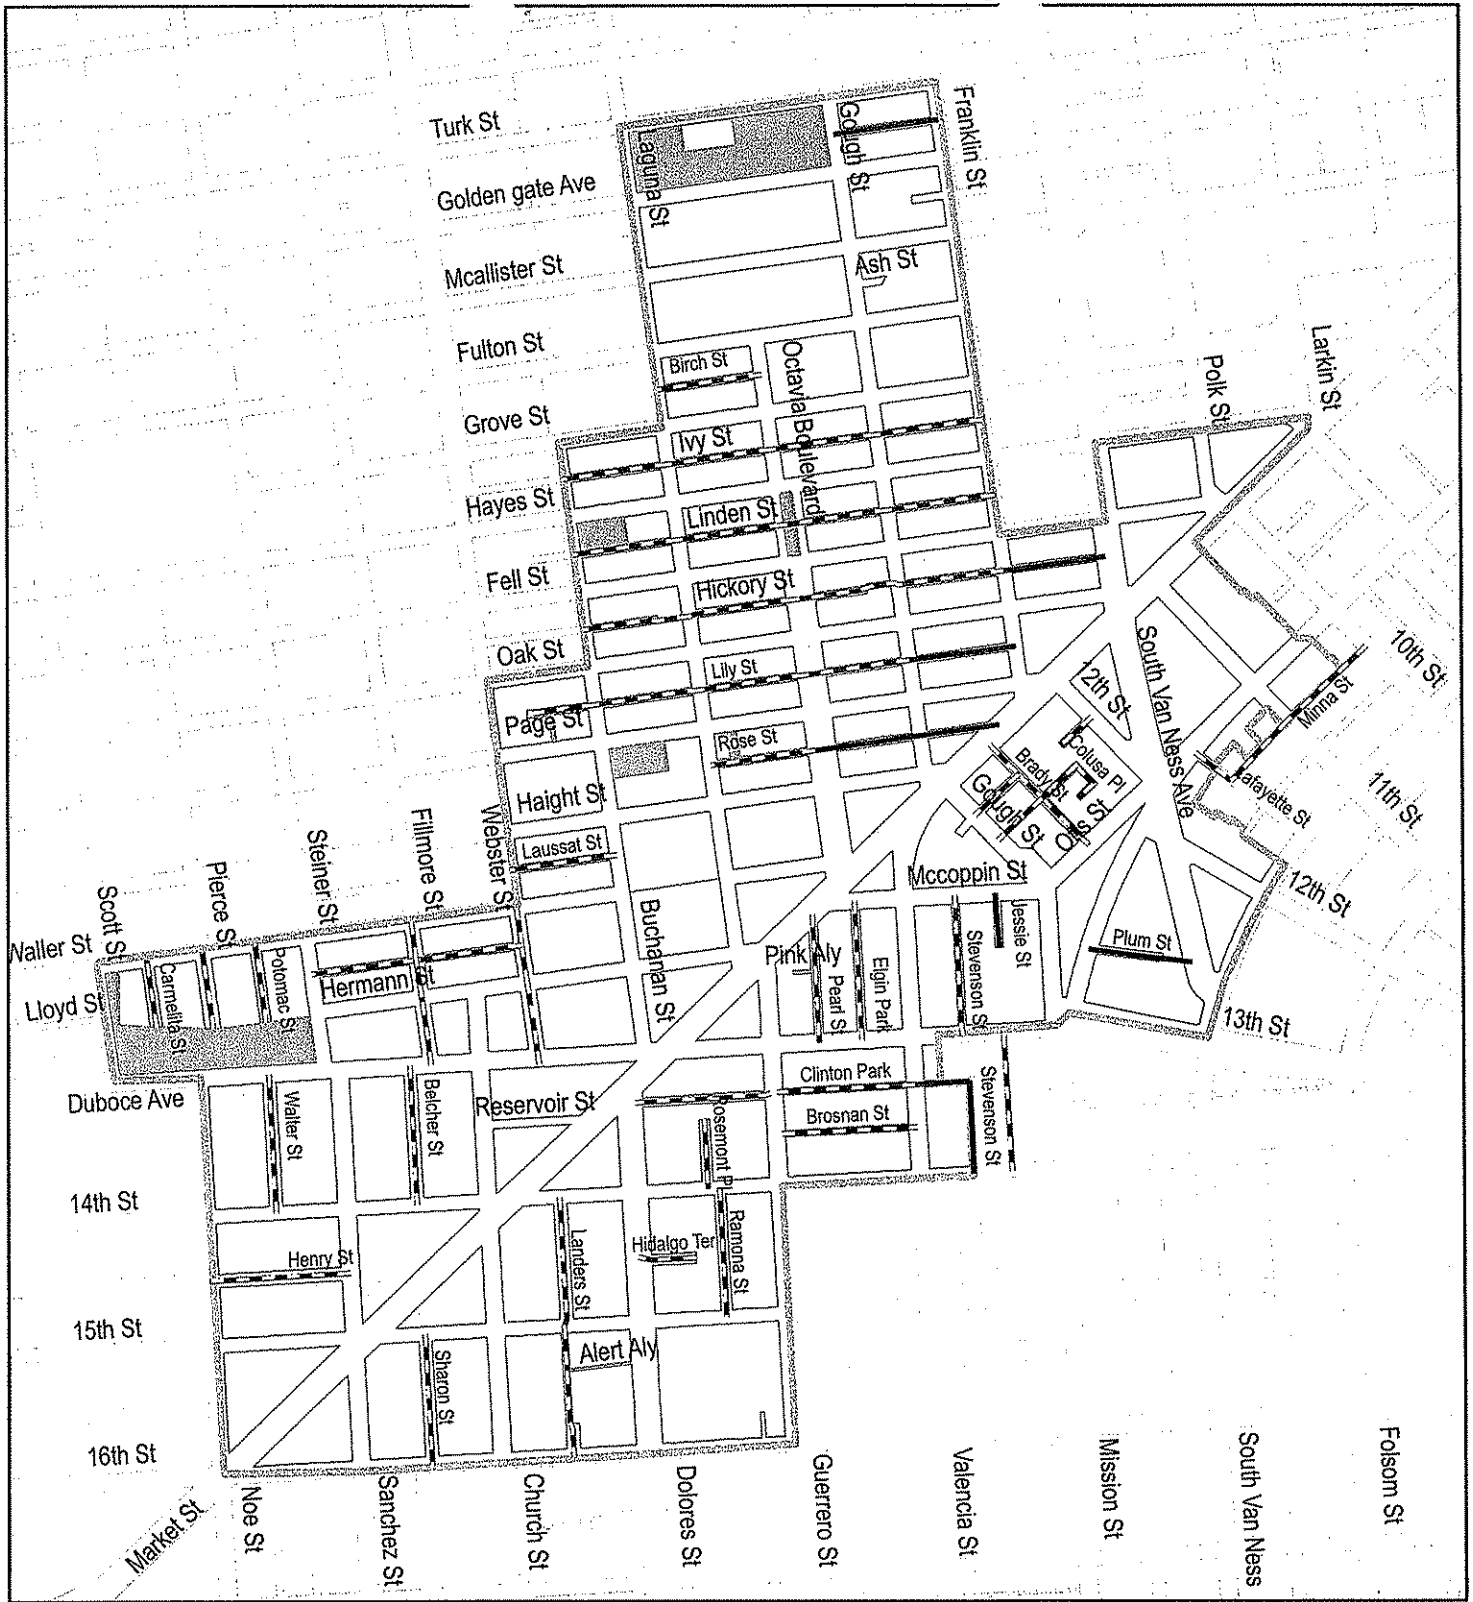 Turk St
Laguna St
Gough St
Franklin St
Golden gate Ave
Mcallister St
Ash St
Fulton St
Birch St
Octavia Boulevard
Larkin St
Polk St
Grove St
Ivy St
Hayes St
Linden St
Fell St
Hickory St
Oak St
Lily St
South Van Ness Ave
12th St
10th St
Minna St
Page St
Rose St
Colusa Pl
Brady St
Lafayette St
11th St
Haight St
Gough St
Otis St
Webster St
Fillmore St
Steiner St
Laussat St
Pierce St
Scott St
Mccoppin St
12th St
Waller St
Buchanan St
Jessie St
Plum St
Stevenson St
Pink Aly
Elgin Park
Pearl St
Potomac St
Carmelita St
Hermann St
Lloyd St
13th St
Duboce Ave
Walter St
Belcher St
Reservoir St
Clinton Park
Brosnan St
Rosemont Pl
Stevenson St
14th St
Landers St
Hidalgo Ter
Ramona St
Henry St
15th St
Sharon St
Alert Aly
16th St
Market St
Noe St
Sanchez St
Church St
Dolores St
Guerrero St
Valencia St
Mission St
South Van Ness
Folsom St